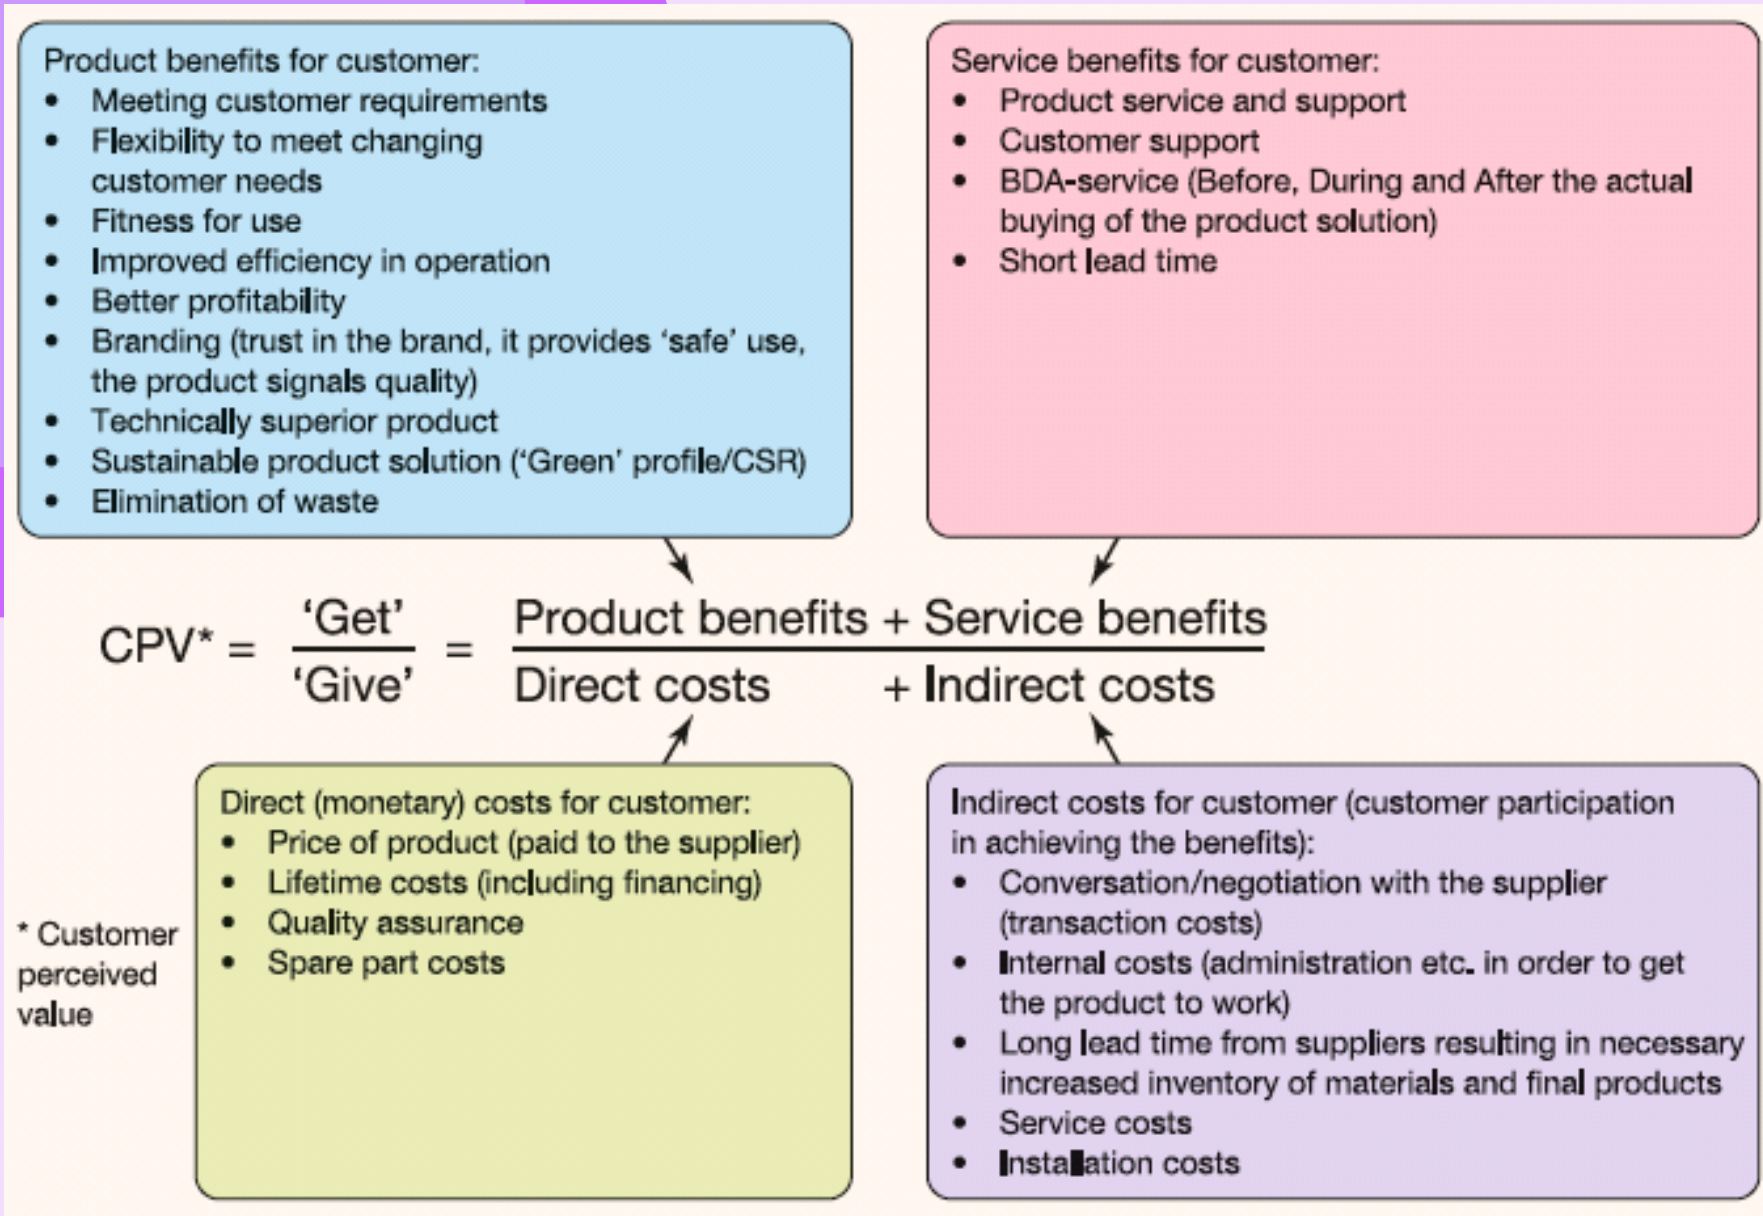 Product benefits for customer:
• Meeting customer requirements
• Flexibility to meet changing
customer needs
• Fitness for use
• Improved efficiency in operation
• Better profitability
• Branding (trust in the brand, it provides ‘safe’ use,
the product signals quality)
• Technically superior product
• Sustainable product solution (‘Green’ profile/CSR)
• Elimination of waste
Service benefits for customer:
• Product service and support
• Customer support
• BDA-service (Before, During and After the actual
buying of the product solution)
• Short lead time
CPV* = ‘Get’ / ‘Give’ = Product benefits + Service benefits / Direct costs + Indirect costs
* Customer
perceived
value
Direct (monetary) costs for customer:
• Price of product (paid to the supplier)
• Lifetime costs (including financing)
• Quality assurance
• Spare part costs
Indirect costs for customer (customer participation
in achieving the benefits):
• Conversation/negotiation with the supplier
(transaction costs)
• Internal costs (administration etc. in order to get
the product to work)
• Long lead time from suppliers resulting in necessary
increased inventory of materials and final products
• Service costs
• Installation costs